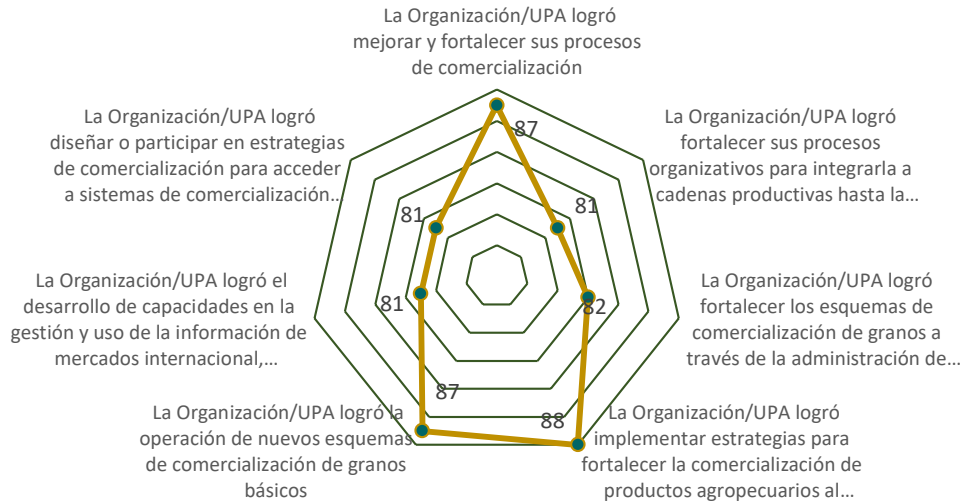 La Organización/UPA logró
mejorar y fortalecer sus procesos
de comercialización
87
La Organización/UPA logró
fortalecer sus procesos
organizativos para integrarla a
cadenas productivas hasta la…
81
La Organización/UPA logró
fortalecer los esquemas de
comercialización de granos a
través de la administración de…
82
La Organización/UPA logró
implementar estrategias para
fortalecer la comercialización de
productos agropecuarios al…
88
La Organización/UPA logró la
operación de nuevos esquemas
de comercialización de granos
básicos
87
La Organización/UPA logró el
desarrollo de capacidades en la
gestión y uso de la información de
mercados internacional,…
81
La Organización/UPA logró
diseñar o participar en estrategias
de comercialización para acceder
a sistemas de comercialización…
81